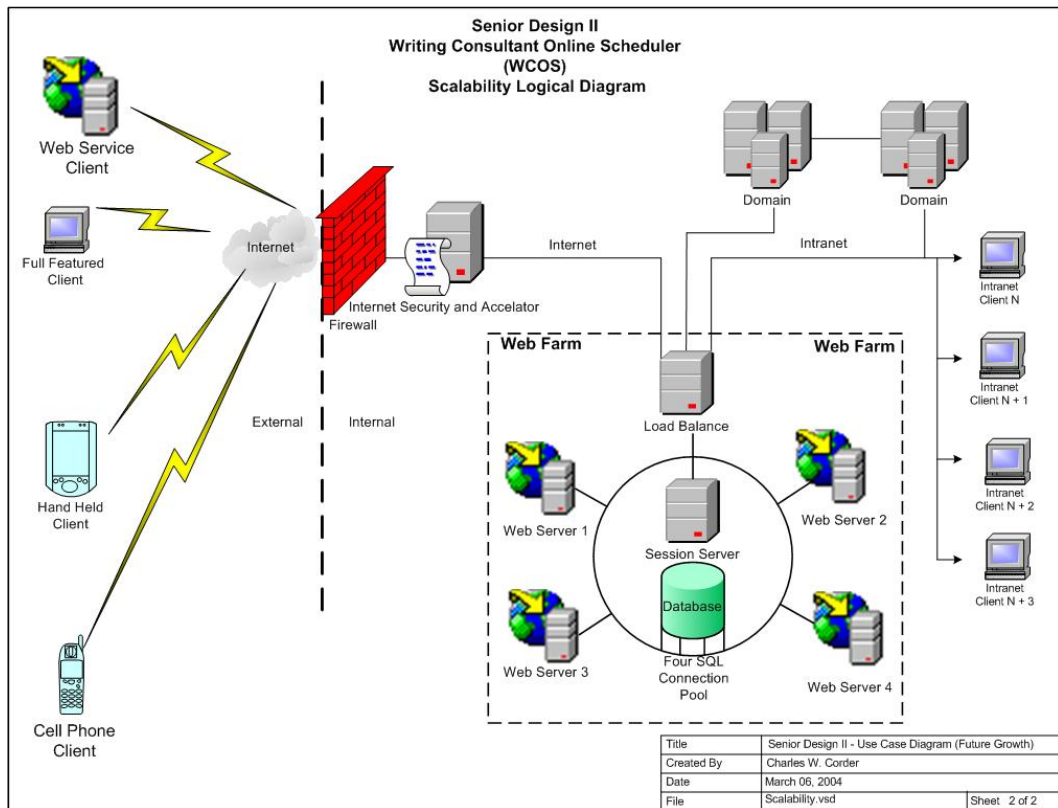 Senior Design II
Writing Consultant Online Scheduler
(WCOS)
Scalability Logical Diagram
Web Service
Client
Full Featured
Client
Internet
Internet Security and Accelator
Firewall
Internet
Domain
Domain
Intranet
Intranet
Client N
Intranet
Client N + 1
Intranet
Client N + 2
Intranet
Client N + 3
External
Internal
Hand Held
Client
Cell Phone
Client
Web Farm
Web Farm
Load Balance
Web Server 1
Web Server 2
Session Server
Database
Web Server 3
Four SQL
Connection
Pool
Web Server 4
Title Senior Design II - Use Case Diagram (Future Growth)
Created By Charles W. Corder
Date March 06, 2004
File Scalability.vsd Sheet 2 of 2